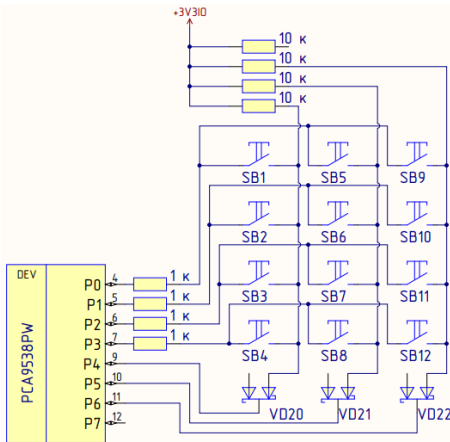 +3V3IO
10 к
10 к
10 к
10 к
SB1 SB5 SB9
SB2 SB6 SB10
DEV
PCA9538PW
P0 4 1 к
P1 5 1 к
P2 6 1 к
P3 7 1 к
P4 9
P5 10
P6 11
P7 12
SB3 SB7 SB11
SB4 SB8 SB12
VD20 VD21 VD22